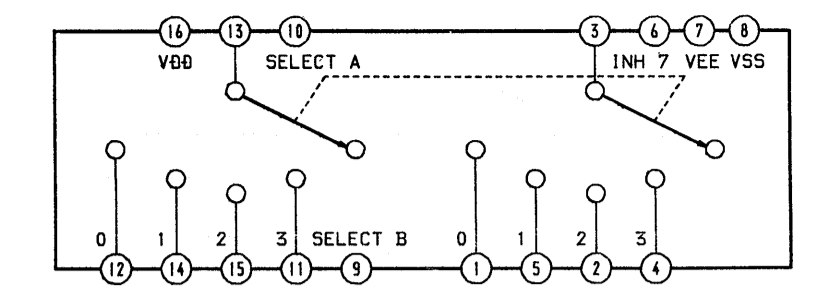 16 13 10 3 6 7 8
VDD SELECT A INH 7 VEE VSS
0 1 2 3 SELECT B 0 1 2 3
12 14 15 11 9 1 5 2 4